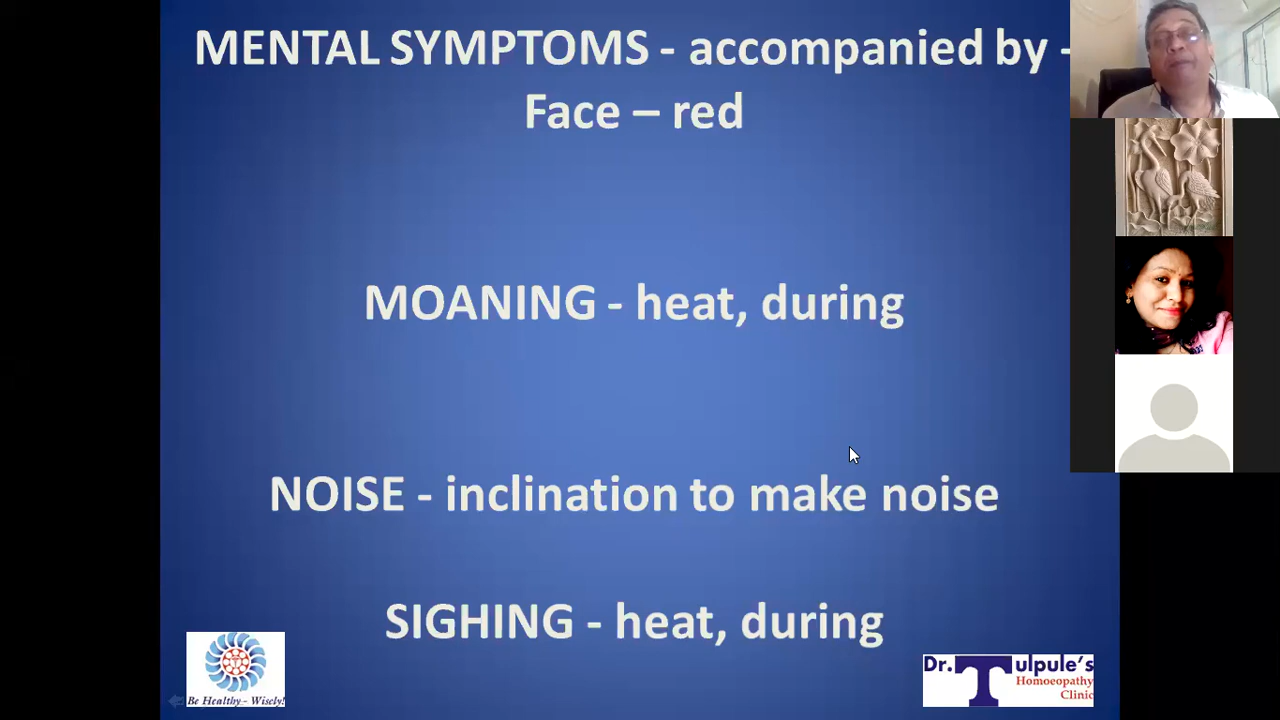 MENTAL SYMPTOMS - accompanied by -
Face – red
MOANING - heat, during
NOISE - inclination to make noise
SIGHING - heat, during
Be Healthy - Wisely!
Dr. Tulpule's
Homoeopathy
Clinic